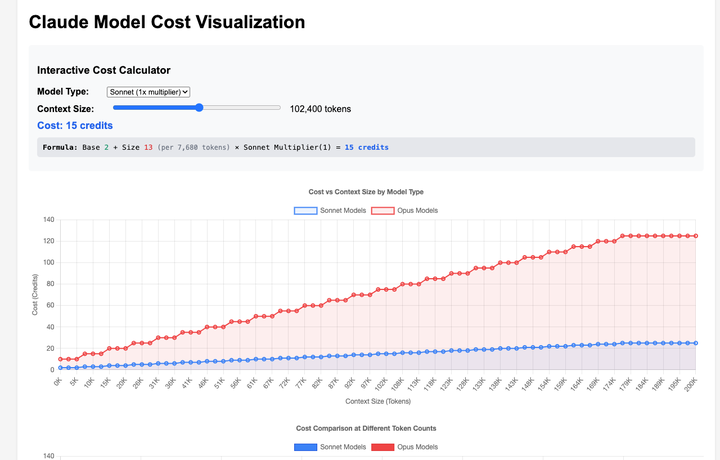 Claude Model Cost Visualization
Interactive Cost Calculator
Model Type: Sonnet (1x multiplier)
Context Size: 102,400 tokens
Cost: 15 credits
Formula: Base 2 + Size 13 (per 7,680 tokens) × Sonnet Multiplier(1) = 15 credits
Cost vs Context Size by Model Type
Sonnet Models Opus Models
Cost (Credits)
140
120
100
80
60
40
20
0
0K 5K 10K 15K 20K 26K 31K 36K 41K 46K 51K 56K 61K 67K 72K 77K 82K 87K 92K 97K 102K 108K 113K 118K 123K 128K 133K 138K 143K 148K 154K 159K 164K 169K 174K 179K 184K 189K 195K 200K
Context Size (Tokens)
Cost Comparison at Different Token Counts
Sonnet Models Opus Models
140